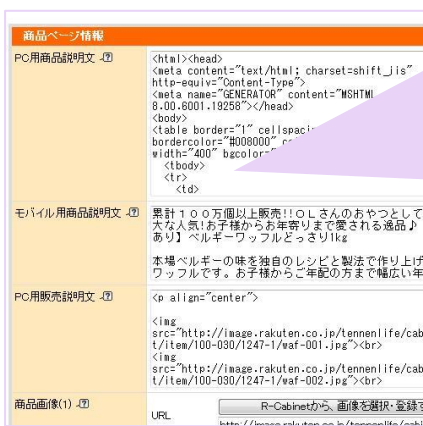 商品ページ情報
PC用商品説明文
<html><head>
<meta content="text/html; charset=shift_jis"
http-equiv="Content-Type">
<meta name="GENERATOR" content="MSHTML
8.00.6001.19258"></head>
<body>
<table border="1" cellspaci
bordercolor="#008000"
width="400" bgcolor="
<tbody>
<tr>
<td>
モバイル用商品説明文
累計１００万個以上販売!!ＯＬさんのおやつとして
大な人気!お子様からお年寄りまで愛される逸品♪
あり】ベルギーワッフルどっさり1kg
本場ベルギーの味を独自のレシピと製法で作り上げ
ワッフルです。お子様からご年配の方まで幅広い年
PC用販売説明文
<p align="center">
<img
src="http://image.rakuten.co.jp/tennenlife/cab
t/item/100-030/1247-1/waf-001.jpg"><br>
<img
src="http://image.rakuten.co.jp/tennenlife/cab
t/item/100-030/1247-1/waf-002.jpg"><br>
商品画像(1)
R-Cabinetから、画像を選択・登録す
URL
http://image.rakuten.co.jp/tennenlife/cabi